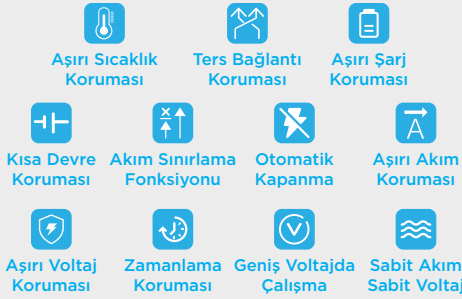 Aşırı Sıcaklık
Koruması
Ters Bağlantı
Koruması
Aşırı Şarj
Koruması
Kısa Devre
Koruması
Akım Sınırlama
Fonksiyonu
Otomatik
Kapanma
A
Aşırı Akım
Koruması
Aşırı Voltaj
Koruması
Zamanlama
Koruması
V
Geniş Voltajda
Çalışma
Sabit Akım
Sabit Voltaj